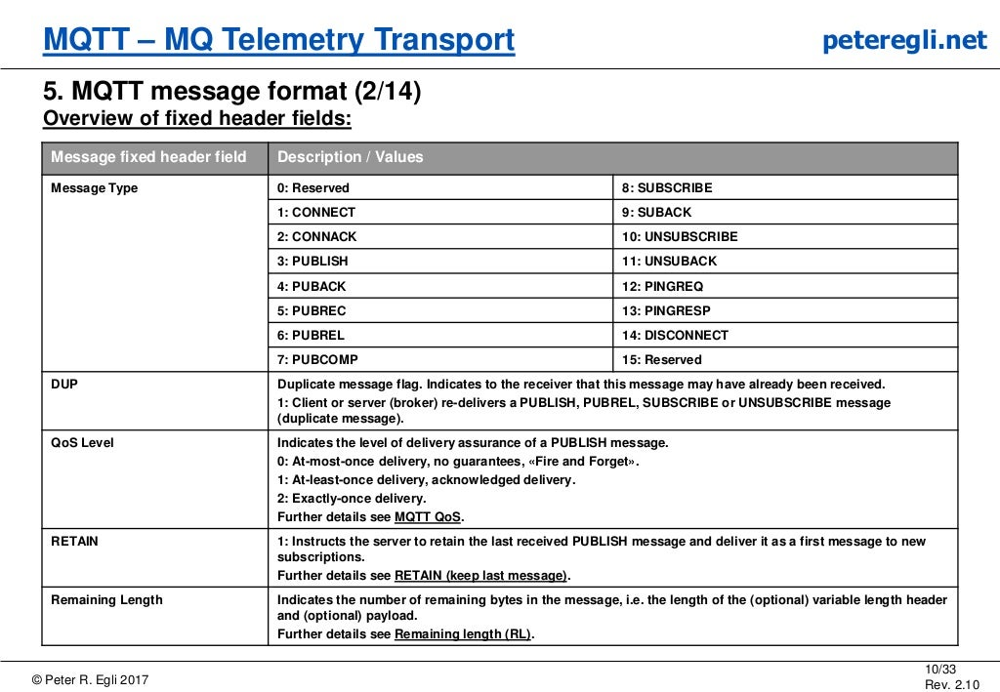 MQTT – MQ Telemetry Transport
peteregli.net
5. MQTT message format (2/14)
Overview of fixed header fields:
Message fixed header field
Description / Values
Message Type
0: Reserved
8: SUBSCRIBE
1: CONNECT
9: SUBACK
2: CONNACK
10: UNSUBSCRIBE
3: PUBLISH
11: UNSUBACK
4: PUBACK
12: PINGREQ
5: PUBREC
13: PINGRESP
6: PUBREL
14: DISCONNECT
7: PUBCOMP
15: Reserved
DUP
Duplicate message flag. Indicates to the receiver that this message may have already been received.
1: Client or server (broker) re-delivers a PUBLISH, PUBREL, SUBSCRIBE or UNSUBSCRIBE message
(duplicate message).
QoS Level
Indicates the level of delivery assurance of a PUBLISH message.
0: At-most-once delivery, no guarantees, «Fire and Forget».
1: At-least-once delivery, acknowledged delivery.
2: Exactly-once delivery.
Further details see MQTT QoS.
RETAIN
1: Instructs the server to retain the last received PUBLISH message and deliver it as a first message to new
subscriptions.
Further details see RETAIN (keep last message).
Remaining Length
Indicates the number of remaining bytes in the message, i.e. the length of the (optional) variable length header
and (optional) payload.
Further details see Remaining length (RL).
© Peter R. Egli 2017
10/33
Rev. 2.10